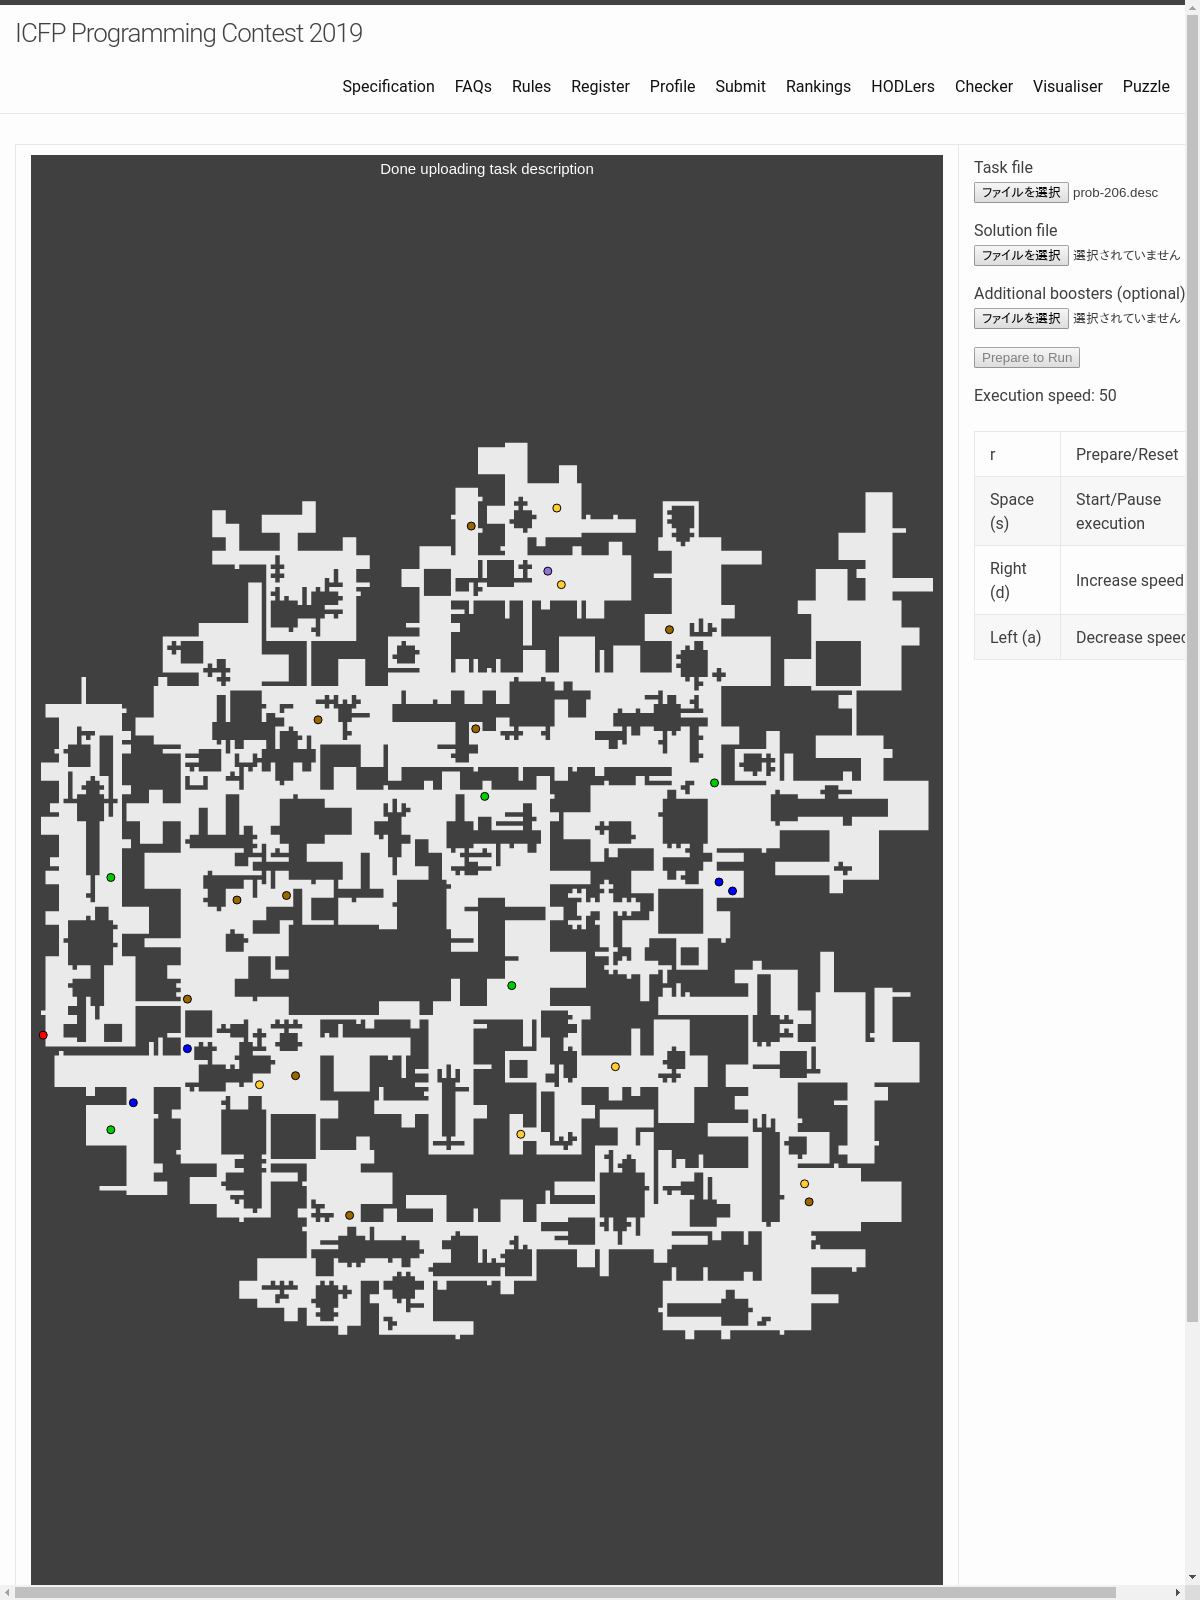 ICFP Programming Contest 2019
Specification FAQs Rules Register Profile Submit Rankings HODLers Checker Visualiser Puzzle
Done uploading task description
Task file
ファイルを選択 prob-206.desc
Solution file
ファイルを選択 選択されていません
Additional boosters (optional)
ファイルを選択 選択されていません
Prepare to Run
Execution speed: 50
r Prepare/Reset
Space (s) Start/Pause execution
Right (d) Increase speed
Left (a) Decrease speed